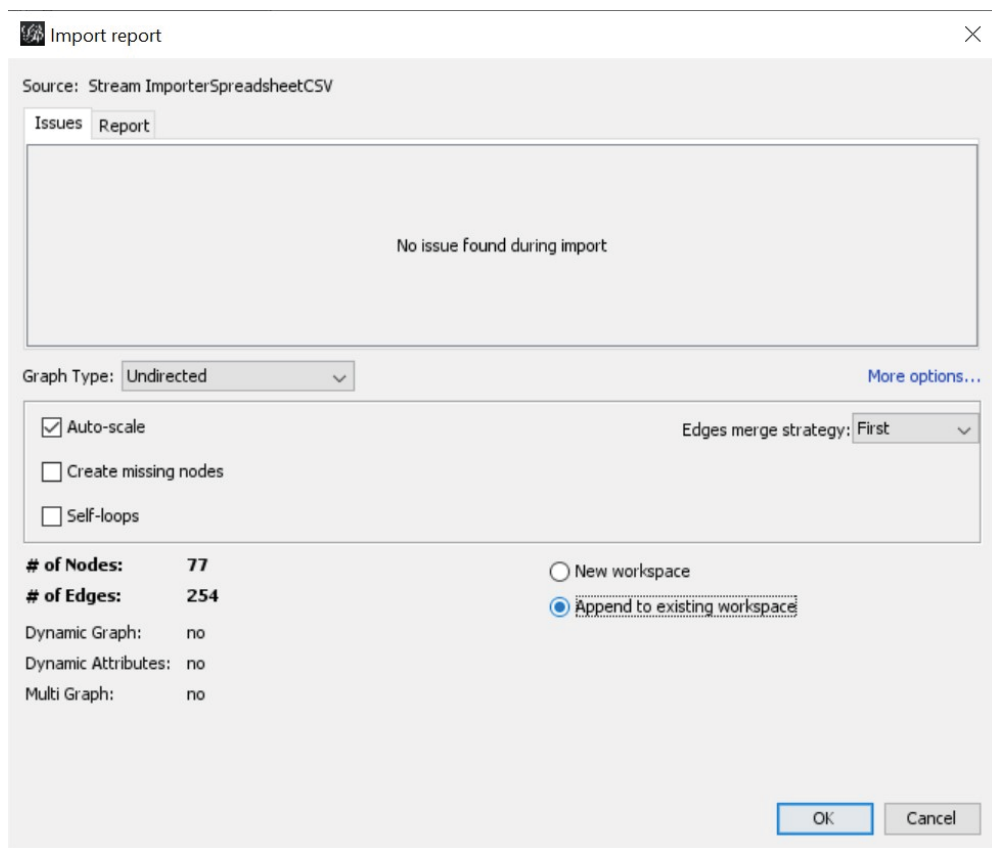 Import report
Source: Stream ImporterSpreadsheetCSV
Issues Report
No issue found during import
Graph Type: Undirected More options...
Auto-scale Edges merge strategy: First
Create missing nodes
Self-loops
# of Nodes: 77 New workspace
# of Edges: 254 Append to existing workspace
Dynamic Graph: no
Dynamic Attributes: no
Multi Graph: no
OK Cancel